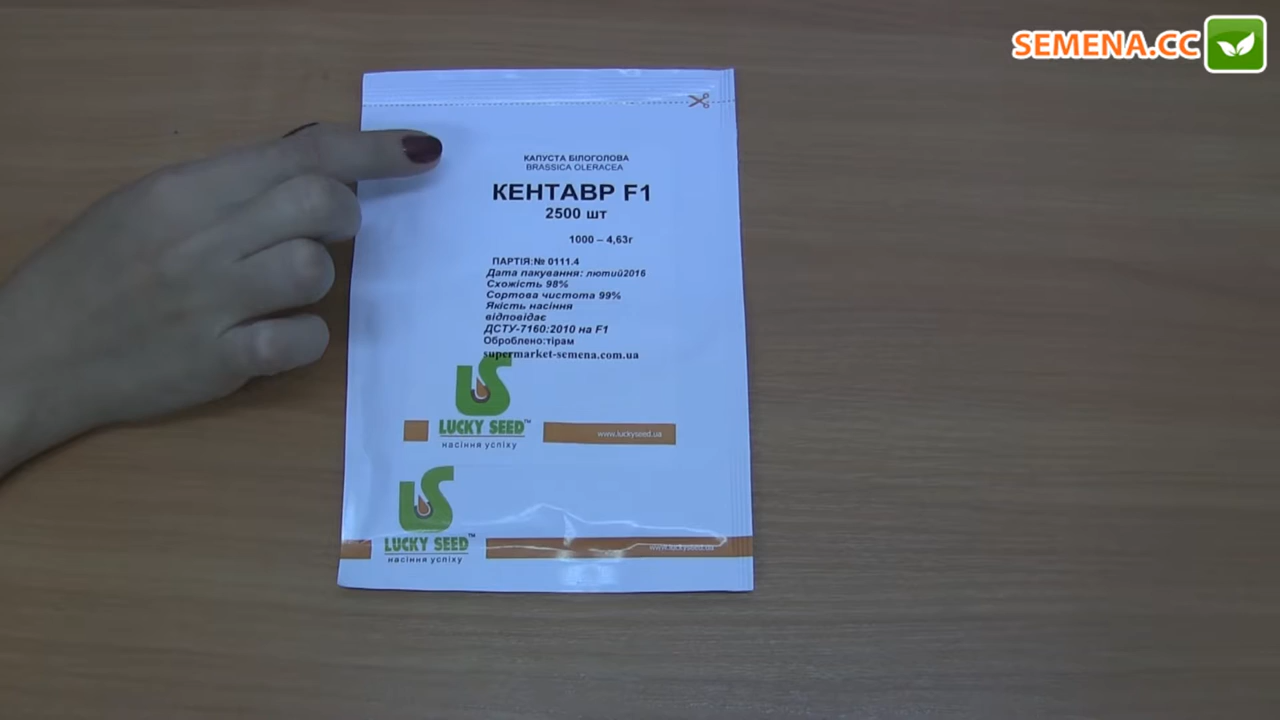 SEMENA.CC
КАПУСТА БІЛОГОЛОВА
BRASSICA OLERACEA
КЕНТАВР F1
2500 шт
1000 – 4,63г
ПАРТІЯ:№ 0111.4
Дата пакування: лютий2016
Схожість 98%
Сортова чистота 99%
Якість насіння
відповідає
ДСТУ-7160:2010 на F1
Оброблено:тірам
supermarket-semena.com.ua
LUCKY SEED™
насіння успіху
www.luckyseed.ua
LUCKY SEED™
насіння успіху
www.luckyseed.ua